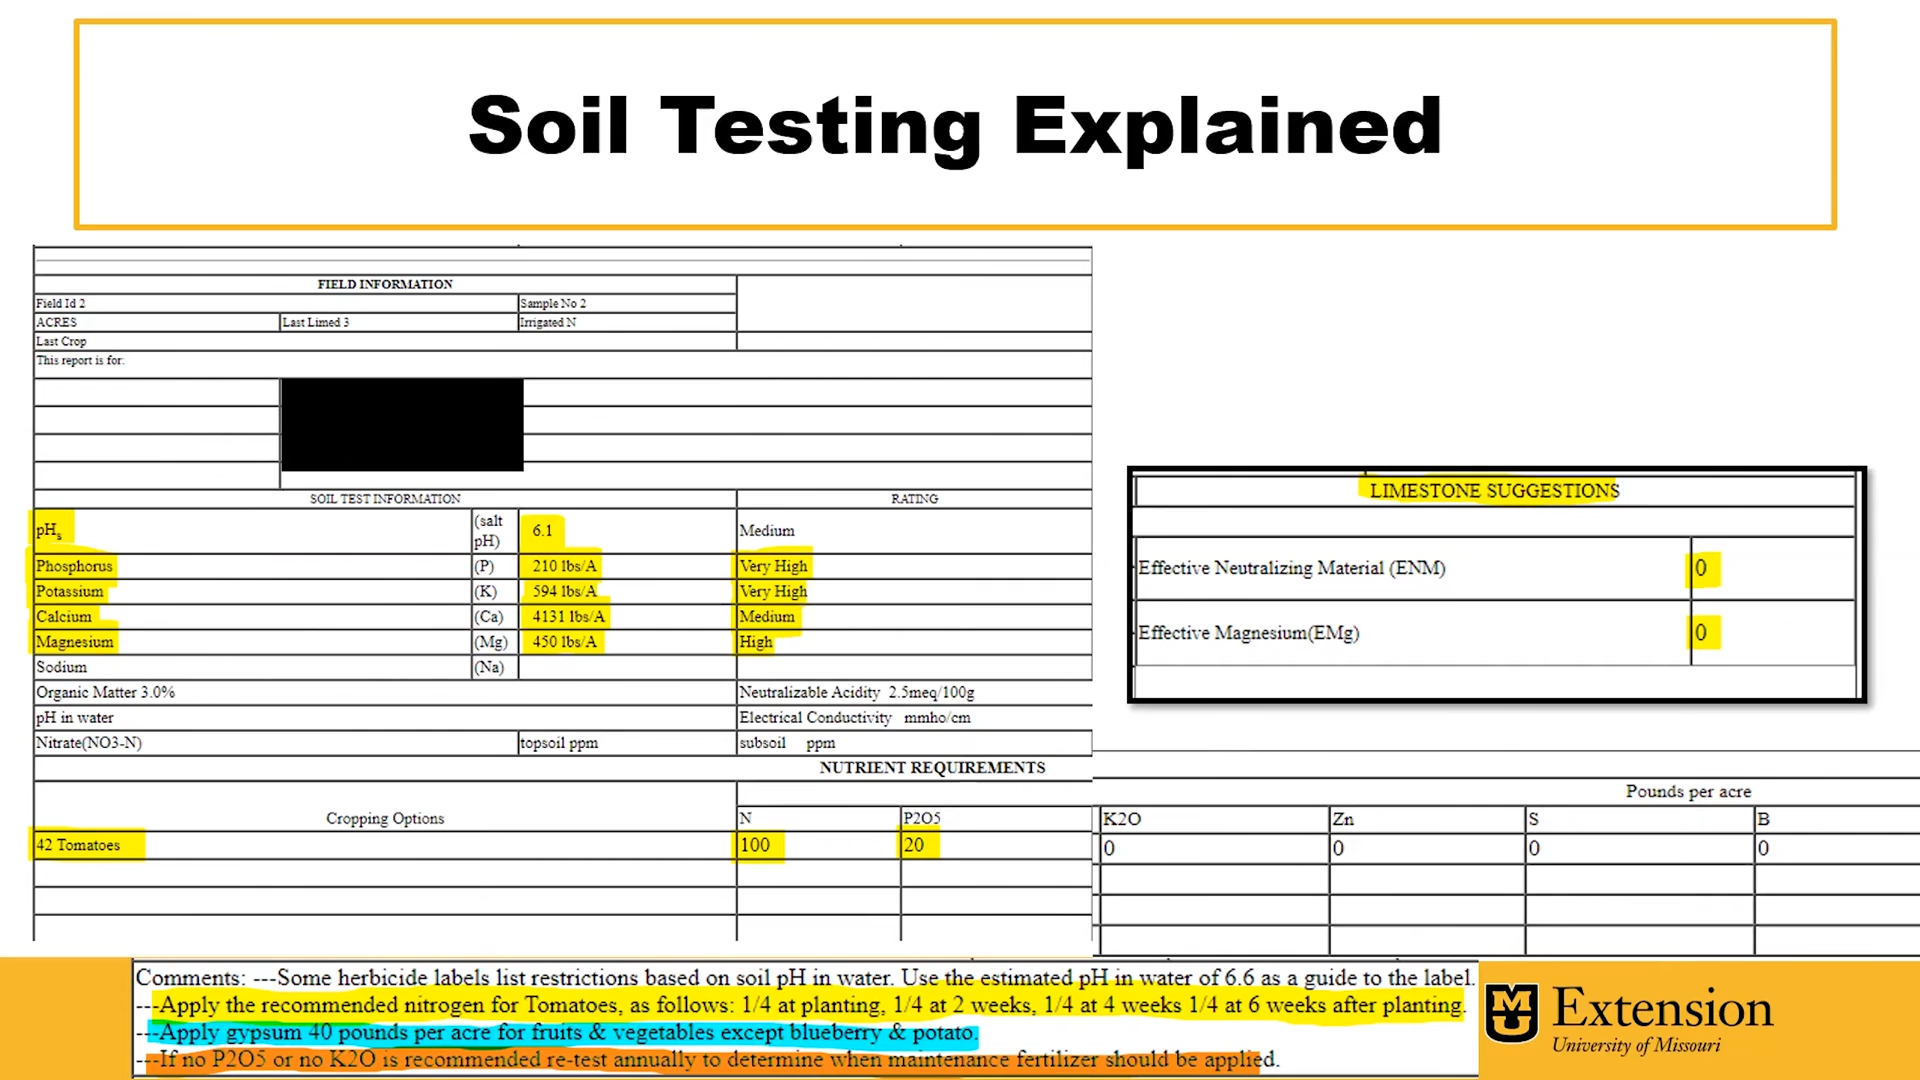 Soil Testing Explained
FIELD INFORMATION
Field Id 2 Sample No 2
ACRES Last Limed 3 Irrigated N
Last Crop
This report is for:
SOIL TEST INFORMATION RATING
pHs (salt pH) 6.1 Medium
Phosphorus (P) 210 lbs/A Very High
Potassium (K) 594 lbs/A Very High
Calcium (Ca) 4131 lbs/A Medium
Magnesium (Mg) 450 lbs/A High
Sodium (Na)
Organic Matter 3.0% Neutralizable Acidity 2.5meq/100g
pH in water Electrical Conductivity mmho/cm
Nitrate(NO3-N) topsoil ppm subsoil ppm
LIMESTONE SUGGESTIONS
Effective Neutralizing Material (ENM) 0
Effective Magnesium(EMg) 0
NUTRIENT REQUIREMENTS
Pounds per acre
Cropping Options N P2O5 K2O Zn S B
42 Tomatoes 100 20 0 0 0 0
Comments: ---Some herbicide labels list restrictions based on soil pH in water. Use the estimated pH in water of 6.6 as a guide to the label.
---Apply the recommended nitrogen for Tomatoes, as follows: 1/4 at planting, 1/4 at 2 weeks, 1/4 at 4 weeks 1/4 at 6 weeks after planting.
---Apply gypsum 40 pounds per acre for fruits & vegetables except blueberry & potato.
---If no P2O5 or no K2O is recommended re-test annually to determine when maintenance fertilizer should be applied.
MU
Extension
University of Missouri